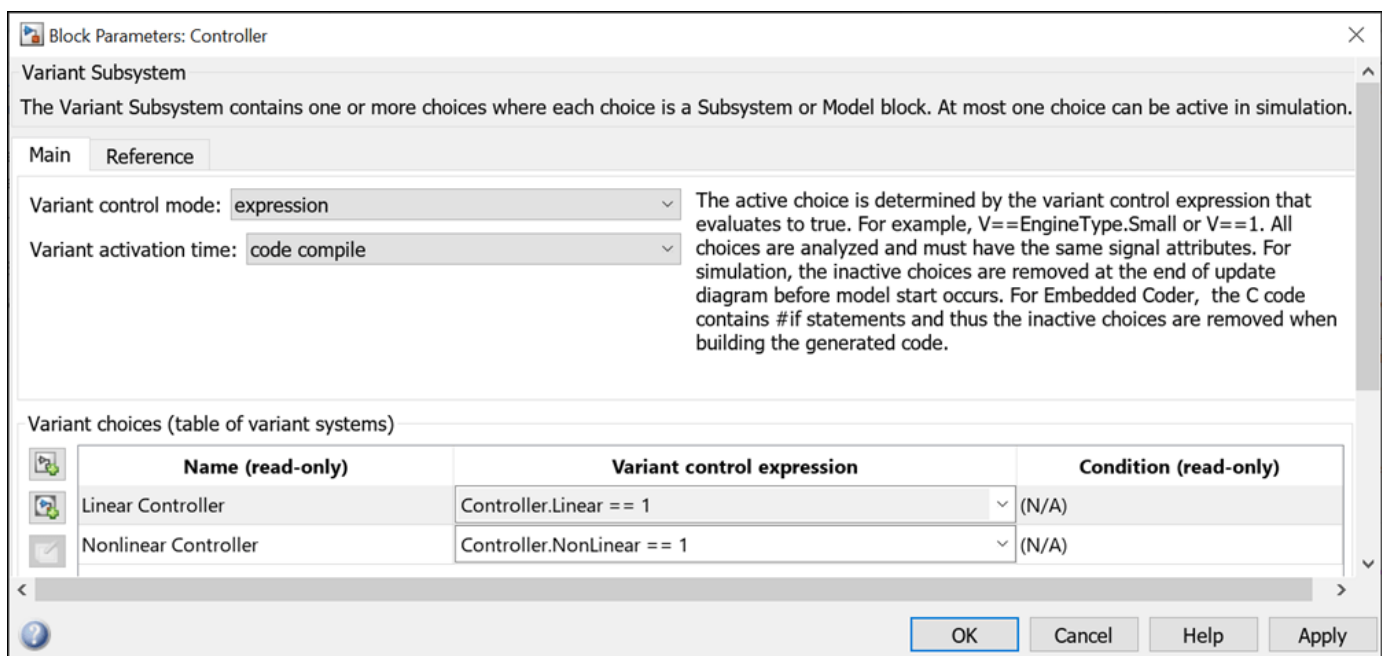 Block Parameters: Controller
Variant Subsystem
The Variant Subsystem contains one or more choices where each choice is a Subsystem or Model block. At most one choice can be active in simulation.
Main Reference
Variant control mode: expression
Variant activation time: code compile
The active choice is determined by the variant control expression that
evaluates to true. For example, V==EngineType.Small or V==1. All
choices are analyzed and must have the same signal attributes. For
simulation, the inactive choices are removed at the end of update
diagram before model start occurs. For Embedded Coder,  the C code
contains #if statements and thus the inactive choices are removed when
building the generated code.
Variant choices (table of variant systems)
Name (read-only) Variant control expression Condition (read-only)
Linear Controller Controller.Linear == 1 (N/A)
Nonlinear Controller Controller.NonLinear == 1 (N/A)
OK Cancel Help Apply